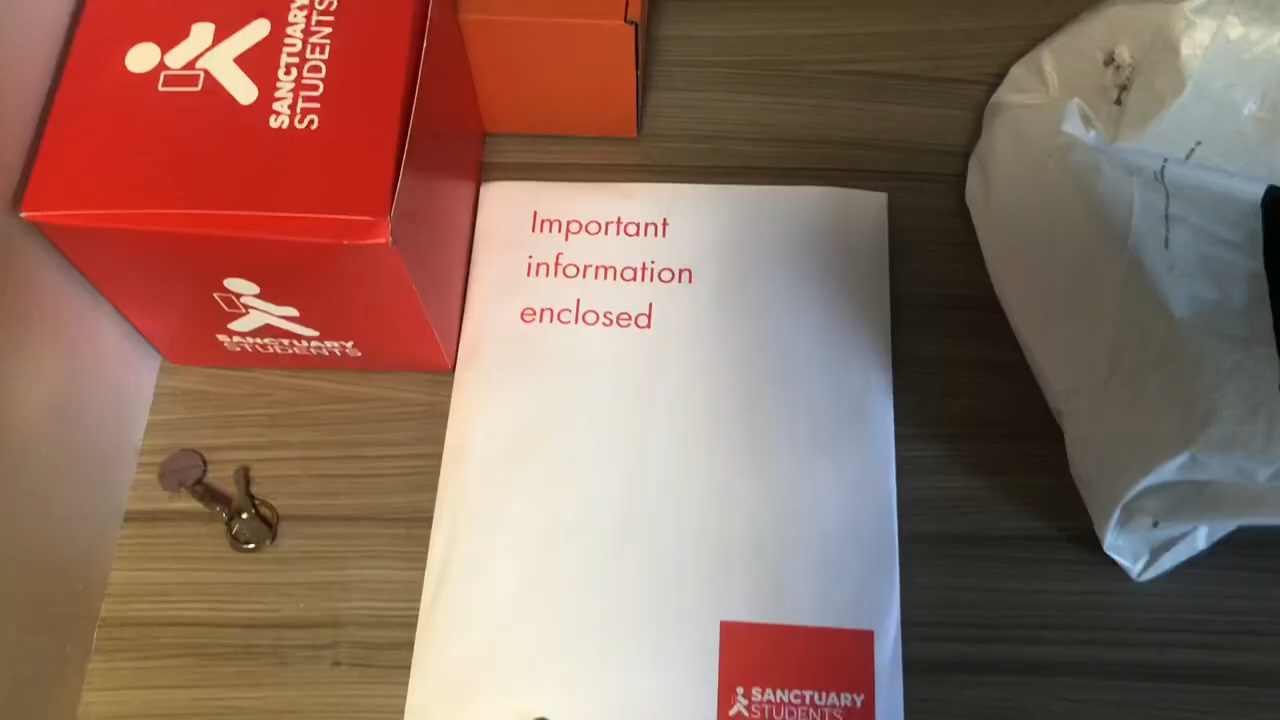 SANCTUARY
STUDENTS
SANCTUARY
STUDENTS
Important
information
enclosed
SANCTUARY
STUDENTS